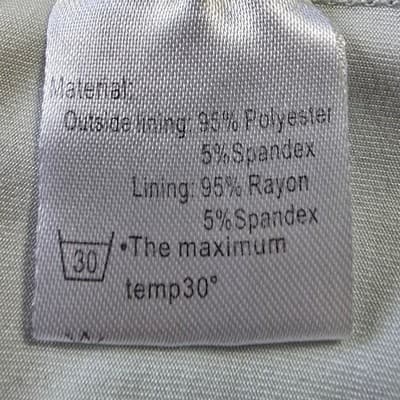 Material:
Outside lining: 95% Polyester
5%Spandex
Lining: 95% Rayon
5%Spandex
30 •The maximum
temp30°